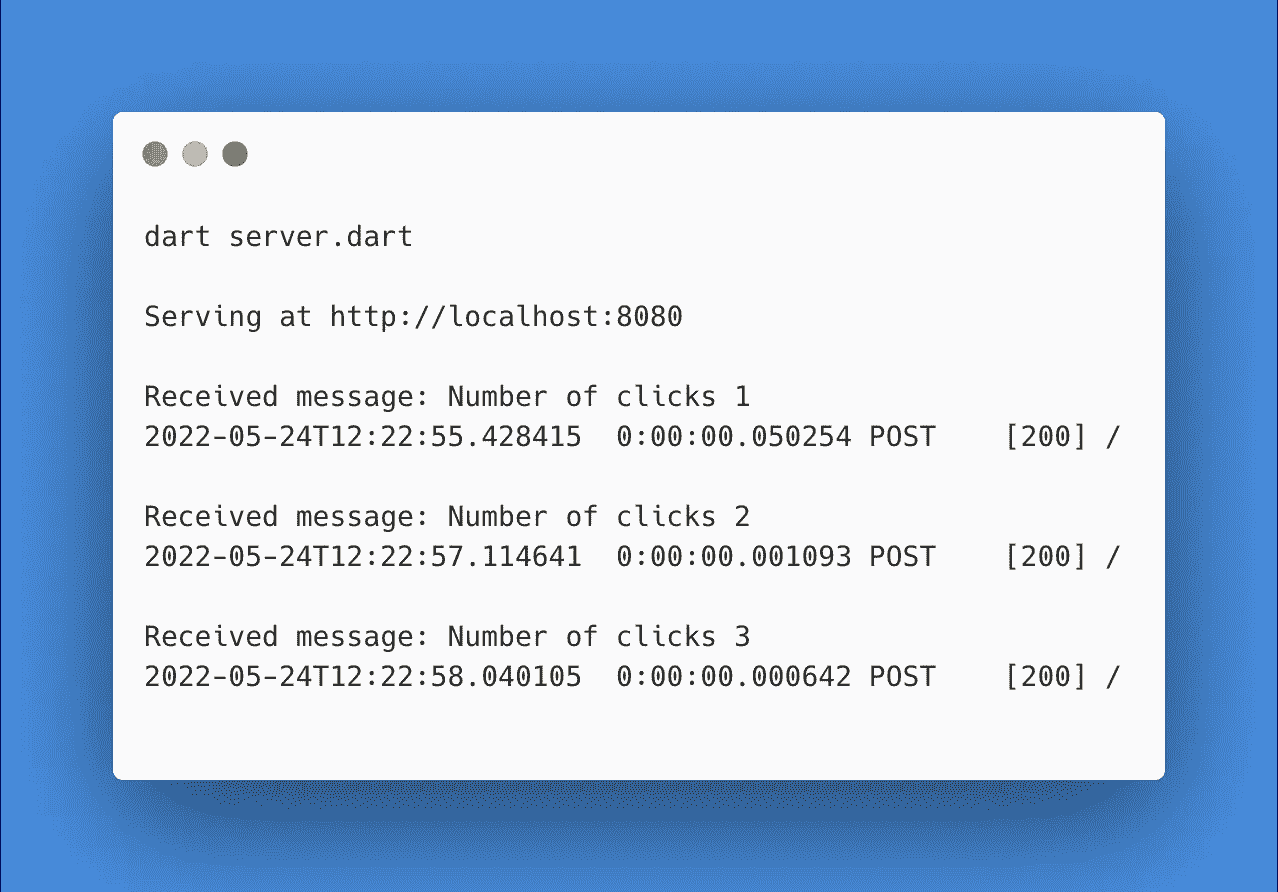 dart server.dart
Serving at http://localhost:8080
Received message: Number of clicks 1
2022-05-24T12:22:55.428415  0:00:00.050254 POST    [200] /
Received message: Number of clicks 2
2022-05-24T12:22:57.114641  0:00:00.001093 POST    [200] /
Received message: Number of clicks 3
2022-05-24T12:22:58.040105  0:00:00.000642 POST    [200] /